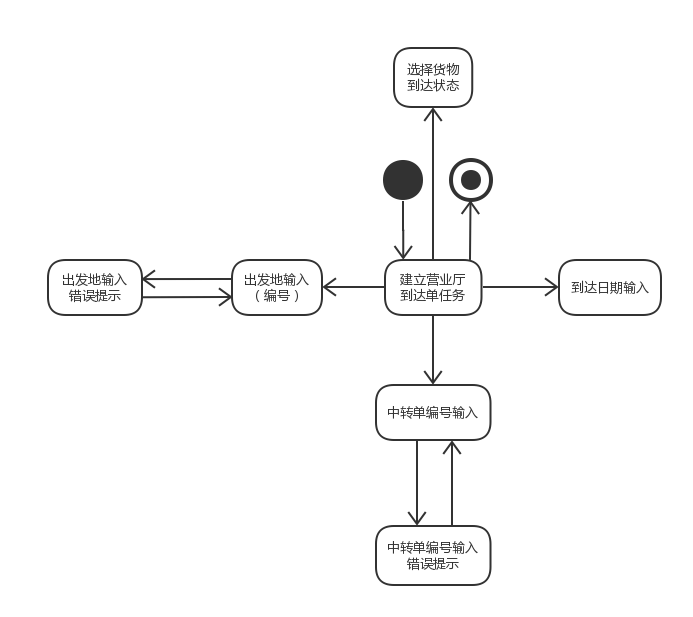 选择货物
到达状态
出发地输入
错误提示
出发地输入
（编号）
建立营业厅
到达单任务
到达日期输入
中转单编号输入
中转单编号输入
错误提示